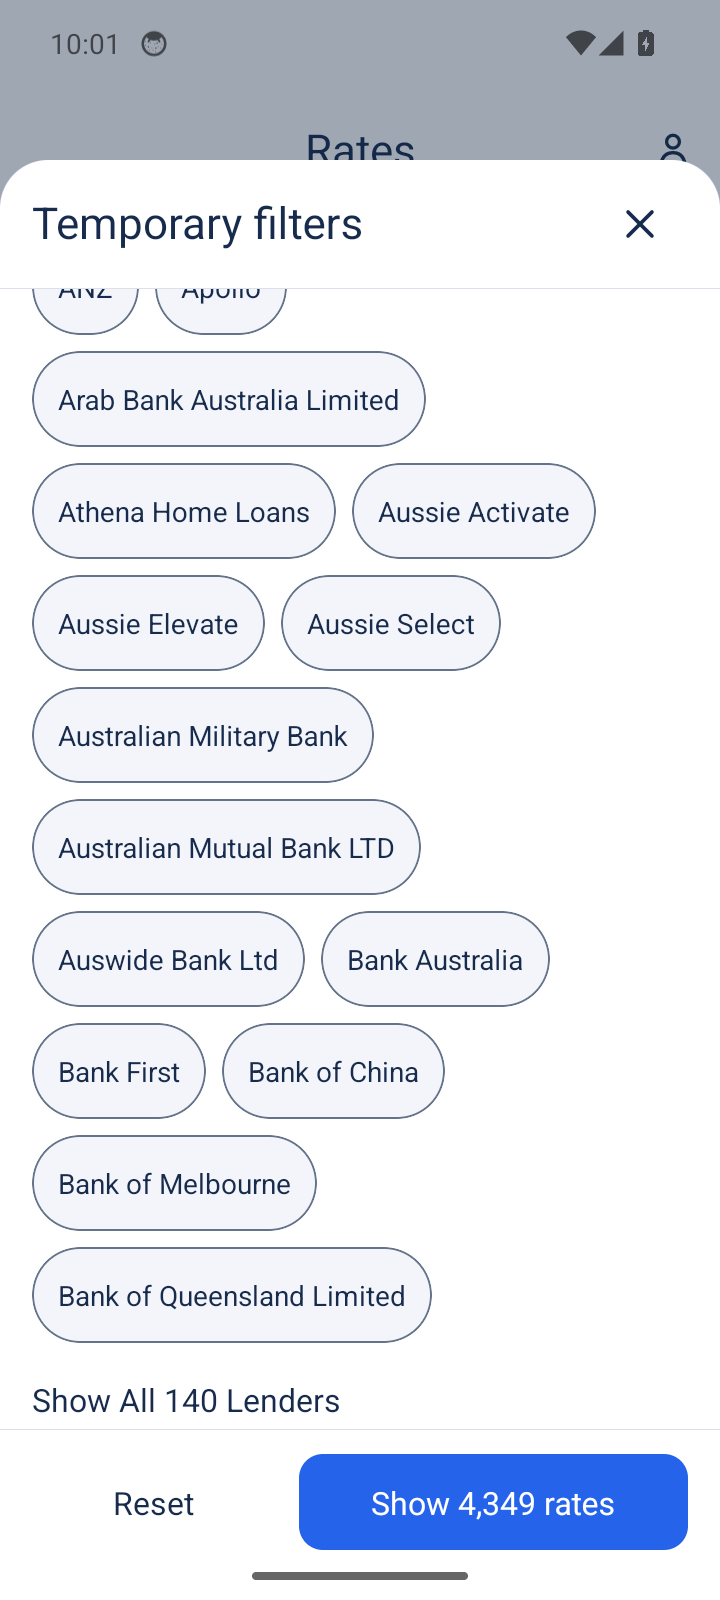 10:01
Rates
Temporary filters
ANZ Apollo
Arab Bank Australia Limited
Athena Home Loans Aussie Activate
Aussie Elevate Aussie Select
Australian Military Bank
Australian Mutual Bank LTD
Auswide Bank Ltd Bank Australia
Bank First Bank of China
Bank of Melbourne
Bank of Queensland Limited
Show All 140 Lenders
Reset Show 4,349 rates